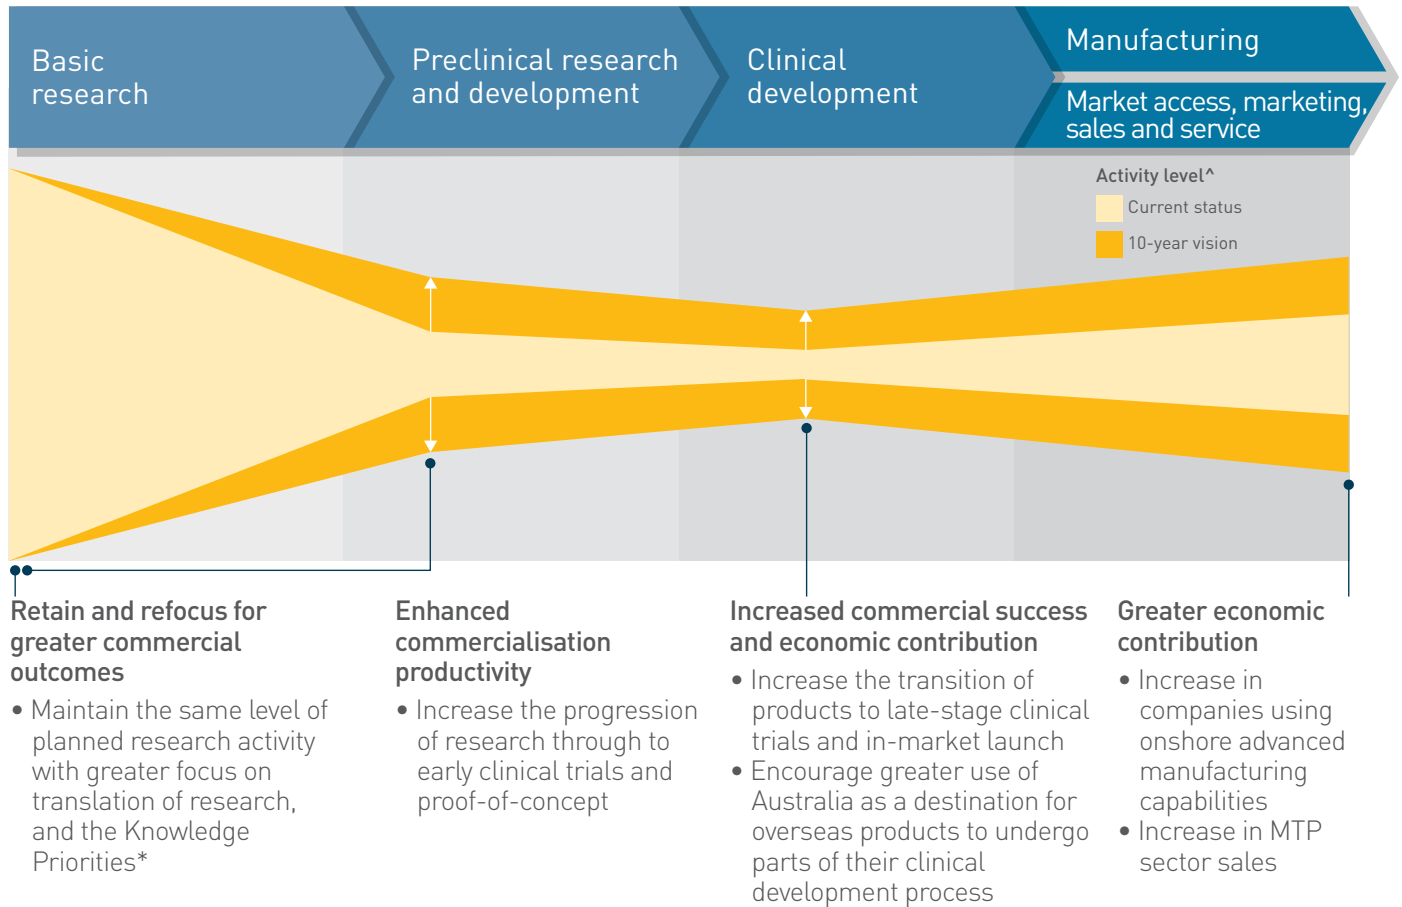 Basic
research
Preclinical research
and development
Clinical
development
Manufacturing
Market access, marketing,
sales and service
Activity level^
Current status
10-year vision
Retain and refocus for
greater commercial
outcomes
• Maintain the same level of
planned research activity
with greater focus on
translation of research,
and the Knowledge
Priorities*
Enhanced
commercialisation
productivity
• Increase the progression
of research through to
early clinical trials and
proof-of-concept
Increased commercial success
and economic contribution
• Increase the transition of
products to late-stage clinical
trials and in-market launch
• Encourage greater use of
Australia as a destination for
overseas products to undergo
parts of their clinical
development process
Greater economic
contribution
• Increase in
companies using
onshore advanced
manufacturing
capabilities
• Increase in MTP
sector sales